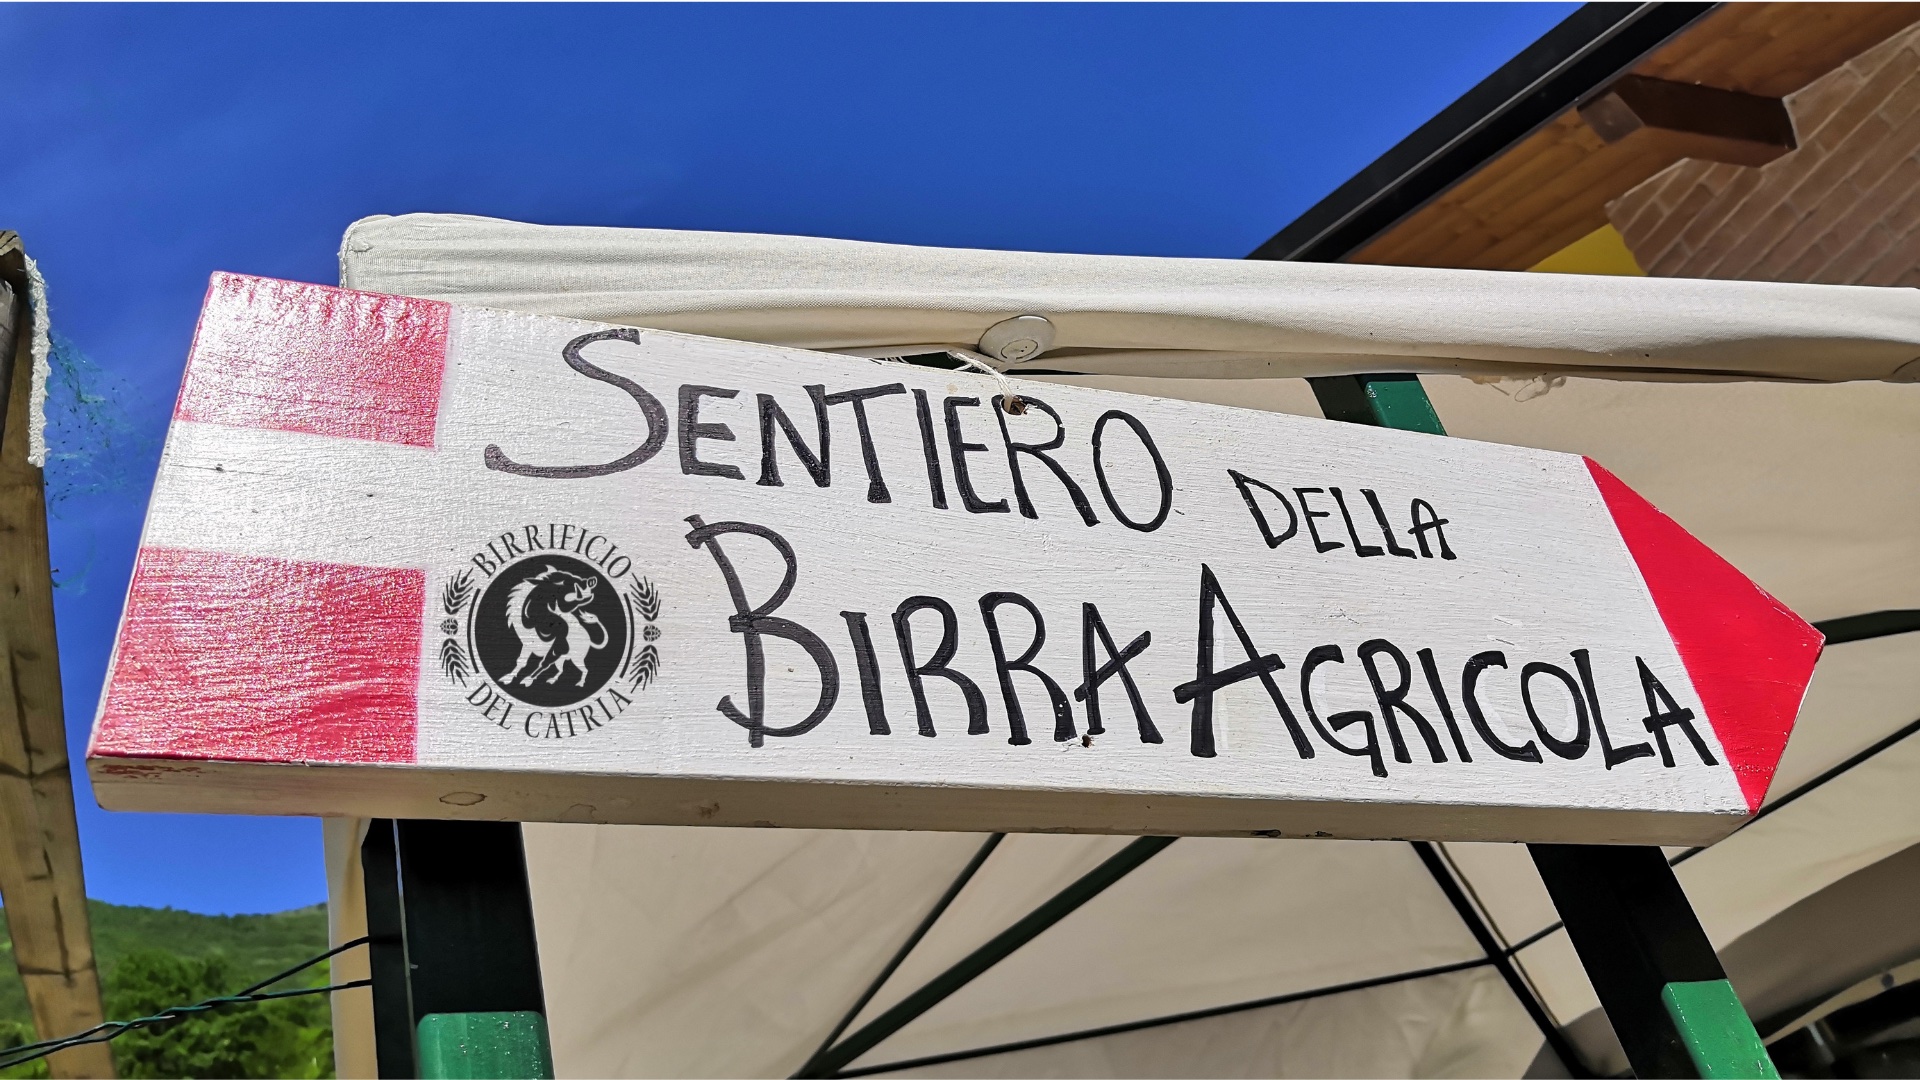 SENTIERO DELLA
BIRRA AGRICOLA
BIRRIFICIO
DEL CATRIA